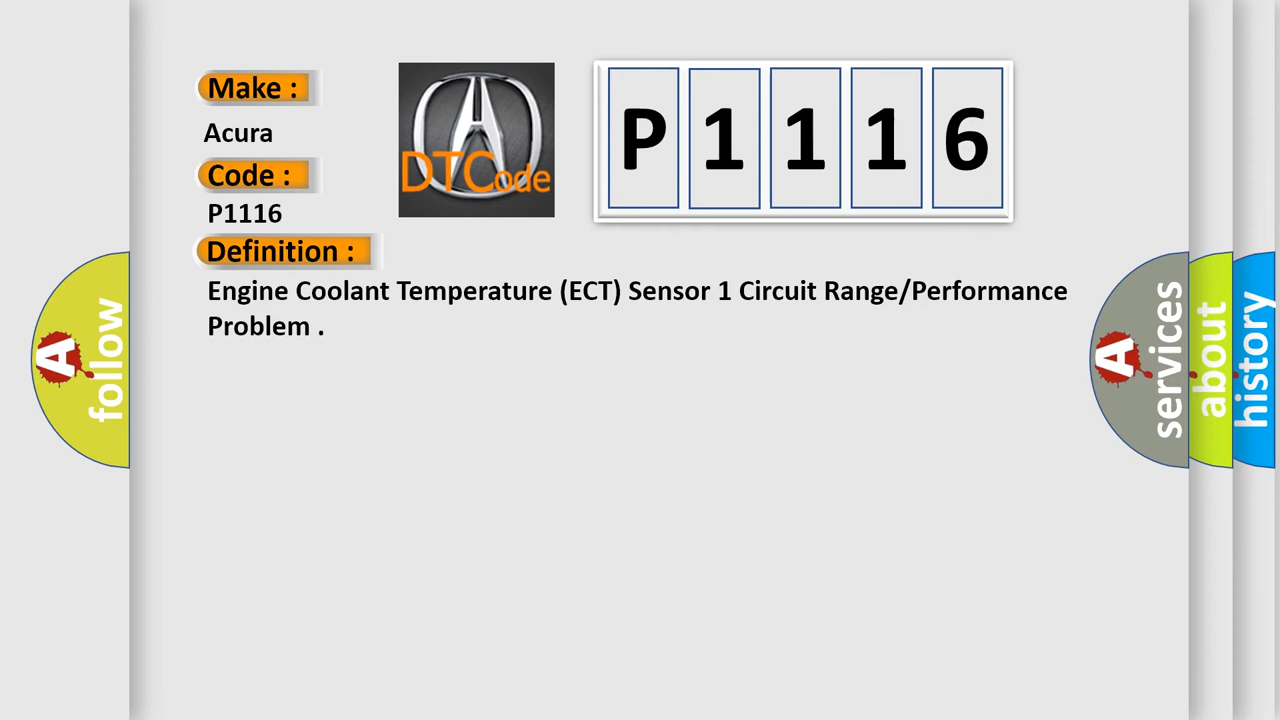 Make :
Acura
Code :
P1116
Definition :
Engine Coolant Temperature (ECT) Sensor 1 Circuit Range/Performance
Problem .
DTCode
P 1 1 1 6
A follow
A services
about
history